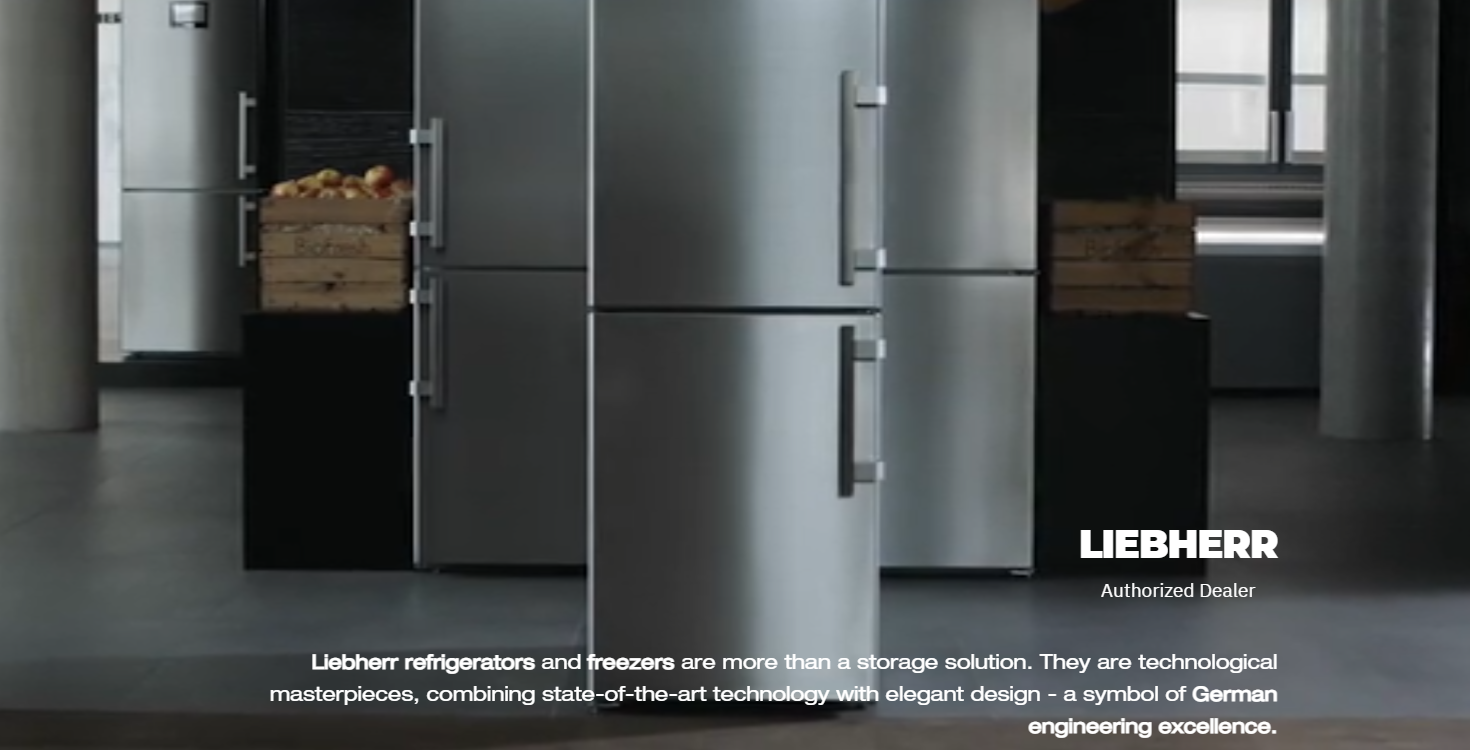 BioFresh
LIEBHERR
Authorized Dealer
Liebherr refrigerators and freezers are more than a storage solution. They are technological
masterpieces, combining state-of-the-art technology with elegant design - a symbol of German
engineering excellence.